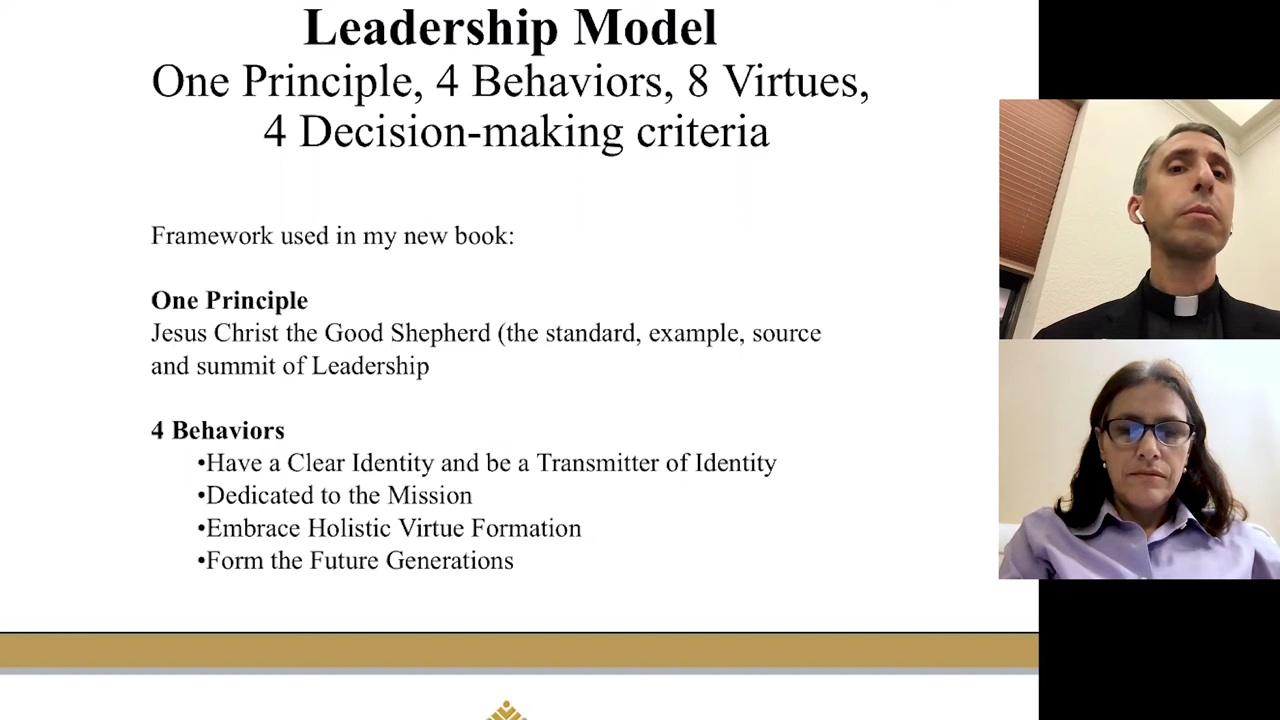 Leadership Model
One Principle, 4 Behaviors, 8 Virtues,
4 Decision-making criteria
Framework used in my new book:
One Principle
Jesus Christ the Good Shepherd (the standard, example, source
and summit of Leadership
4 Behaviors
•Have a Clear Identity and be a Transmitter of Identity
•Dedicated to the Mission
•Embrace Holistic Virtue Formation
•Form the Future Generations